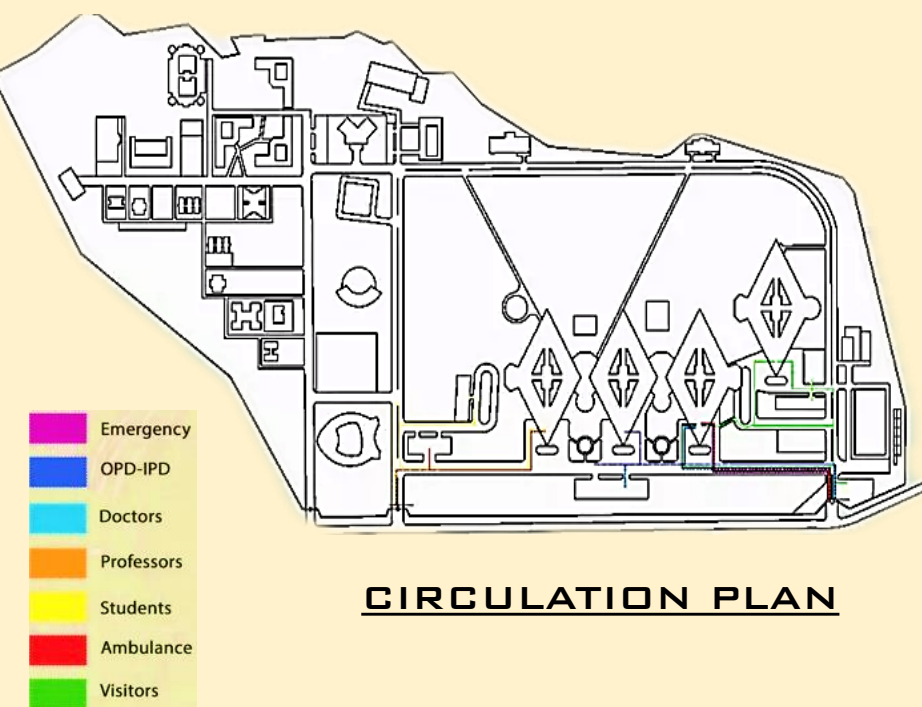 Emergency
OPD-IPD
Doctors
Professors
Students
Ambulance
Visitors
CIRCULATION PLAN